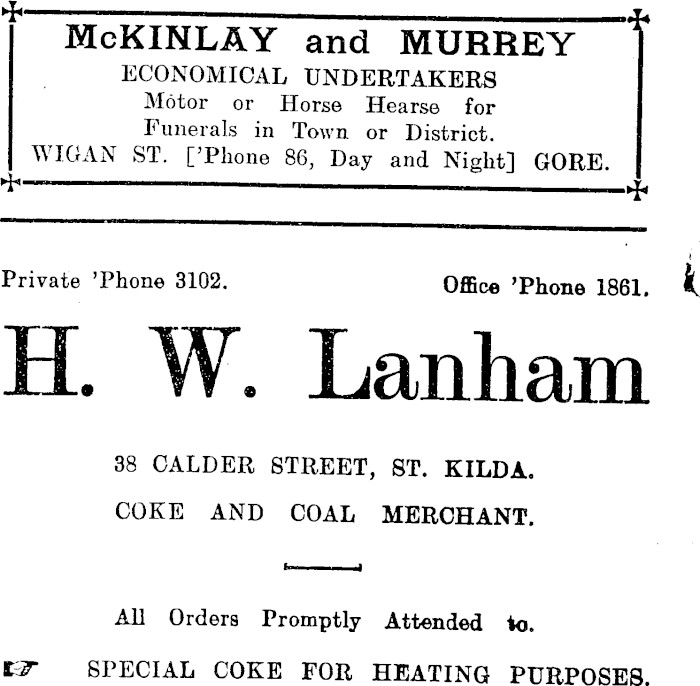 McKINLAY and MURREY
ECONOMICAL UNDERTAKERS
Motor or Horse Hearse for
Funerals in Town or District.
WIGAN ST. ['Phone 86, Day and Night] GORE.
Private 'Phone 3102. Office 'Phone 1861.
H. W. Lanham
38 CALDER STREET, ST. KILDA.
COKE AND COAL MERCHANT.
All Orders Promptly Attended to.
☞ SPECIAL COKE FOR HEATING PURPOSES.